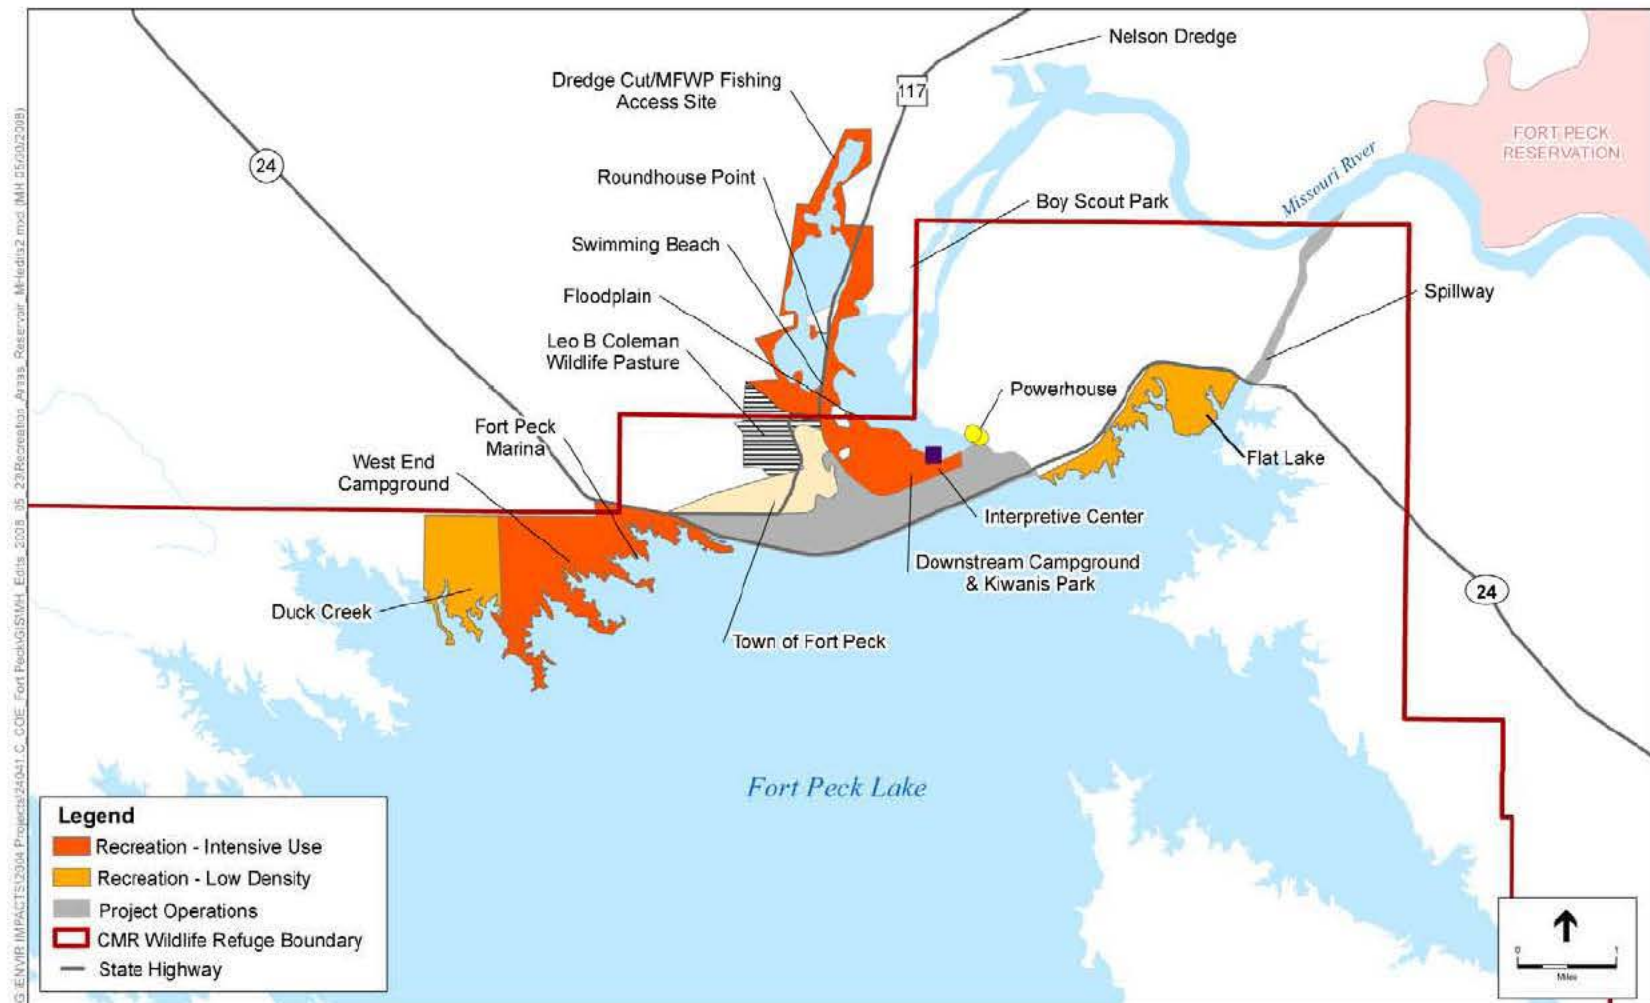 Nelson Dredge
Dredge Cut/MFWP Fishing
Access Site
117
FORT PECK
RESERVATION
24
Missouri River
Roundhouse Point
Boy Scout Park
Swimming Beach
Floodplain
Spillway
Leo B Coleman
Wildlife Pasture
Powerhouse
Fort Peck
Marina
West End
Campground
Flat Lake
Interpretive Center
Downstream Campground
& Kiwanis Park
24
Duck Creek
Town of Fort Peck
Fort Peck Lake
Legend
Recreation - Intensive Use
Recreation - Low Density
Project Operations
CMR Wildlife Refuge Boundary
State Highway
0 1
Miles